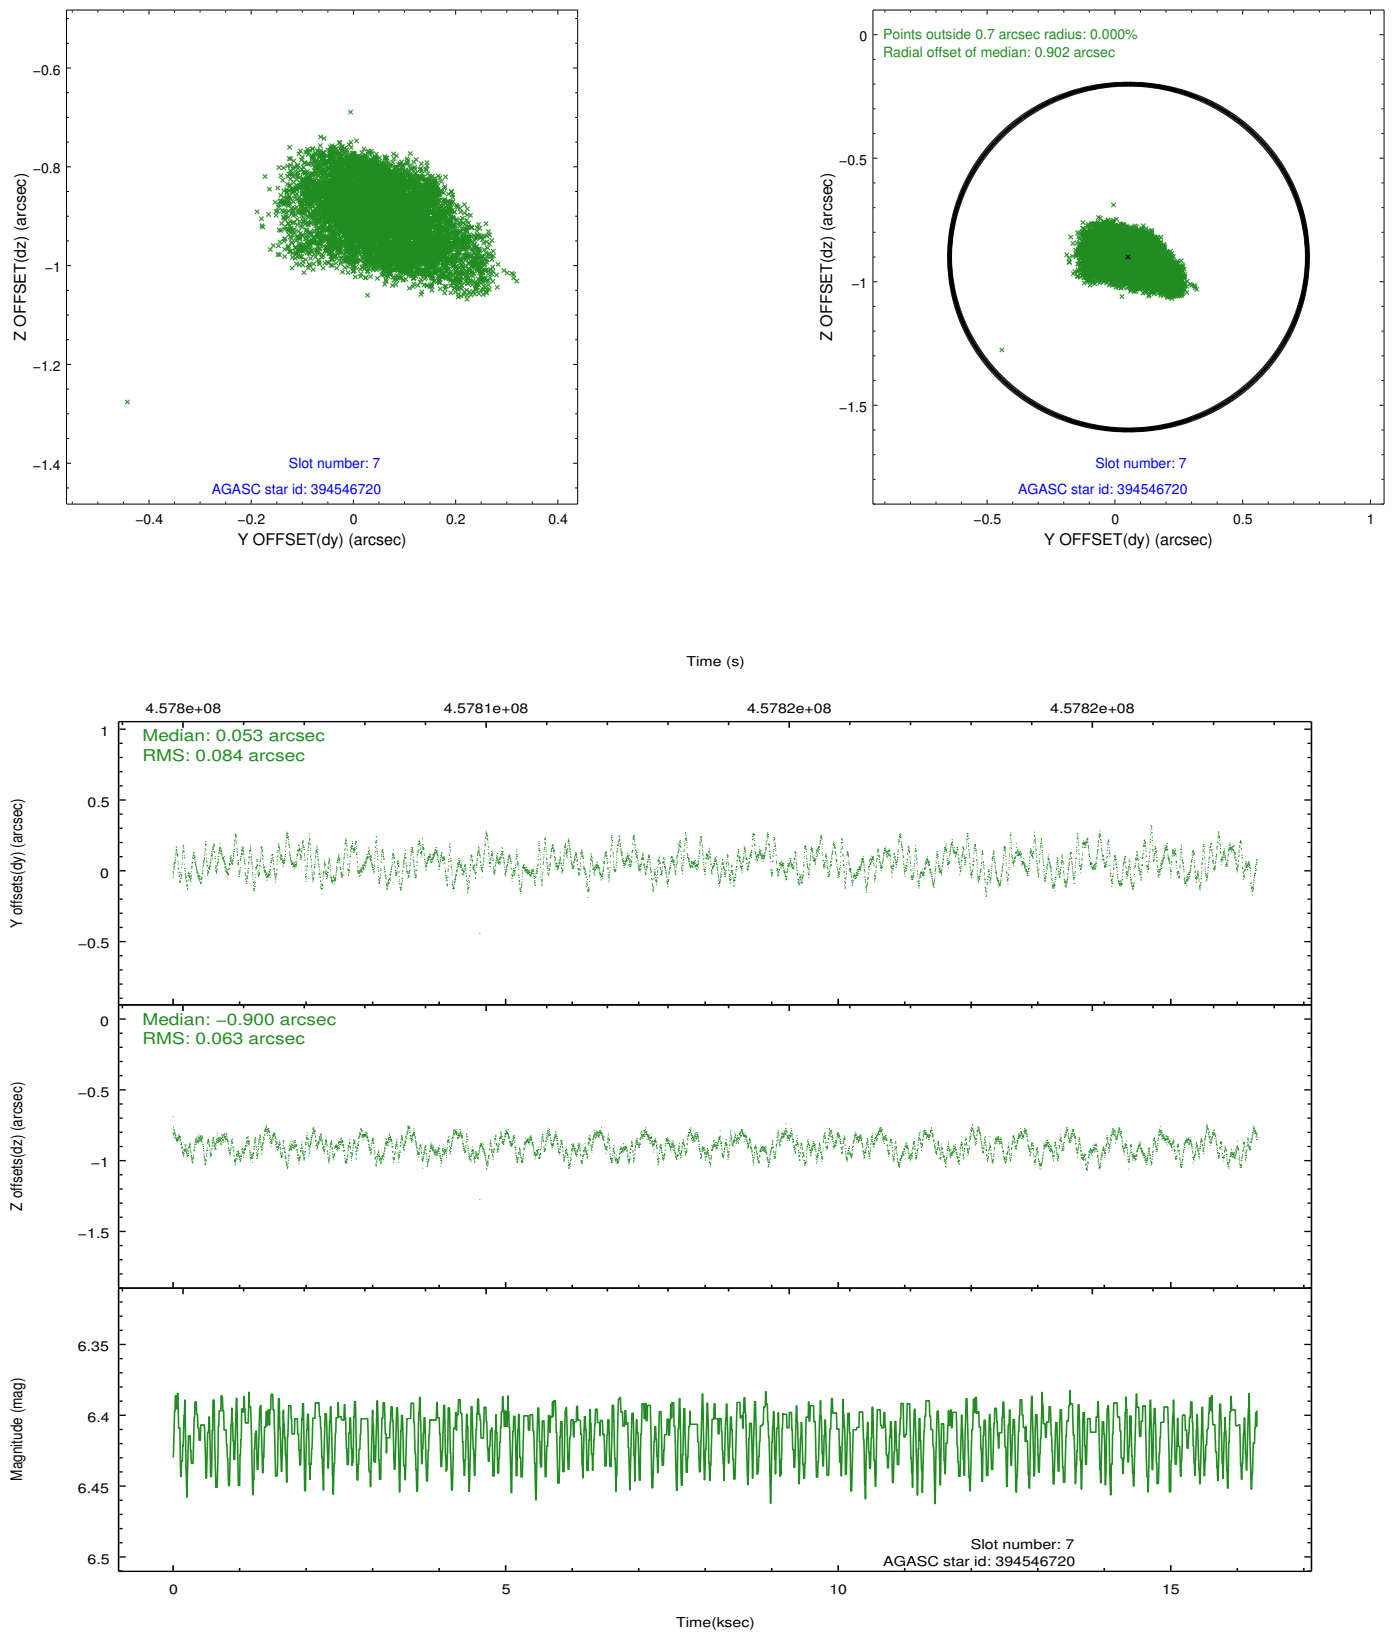 −0.6
−0.8
−1
−1.2
−1.4
Z OFFSET(dz) (arcsec)
Slot number: 7
AGASC star id: 394546720
−0.4
−0.2
0
0.2
0.4
Y OFFSET(dy) (arcsec)
Points outside 0.7 arcsec radius: 0.000%
Radial offset of median: 0.902 arcsec
0
−0.5
−1
−1.5
Z OFFSET(dz) (arcsec)
Slot number: 7
AGASC star id: 394546720
−0.5
0
0.5
1
Y OFFSET(dy) (arcsec)
Time (s)
4.578e+08
4.5781e+08
4.5782e+08
4.5782e+08
Median: 0.053 arcsec
RMS: 0.084 arcsec
1
0.5
0
−0.5
Y offsets(dy) (arcsec)
Median: −0.900 arcsec
RMS: 0.063 arcsec
0
−0.5
−1
−1.5
Z offsets(dz) (arcsec)
6.35
6.4
6.45
6.5
Magnitude (mag)
Slot number: 7
AGASC star id: 394546720
0
5
10
15
Time(ksec)